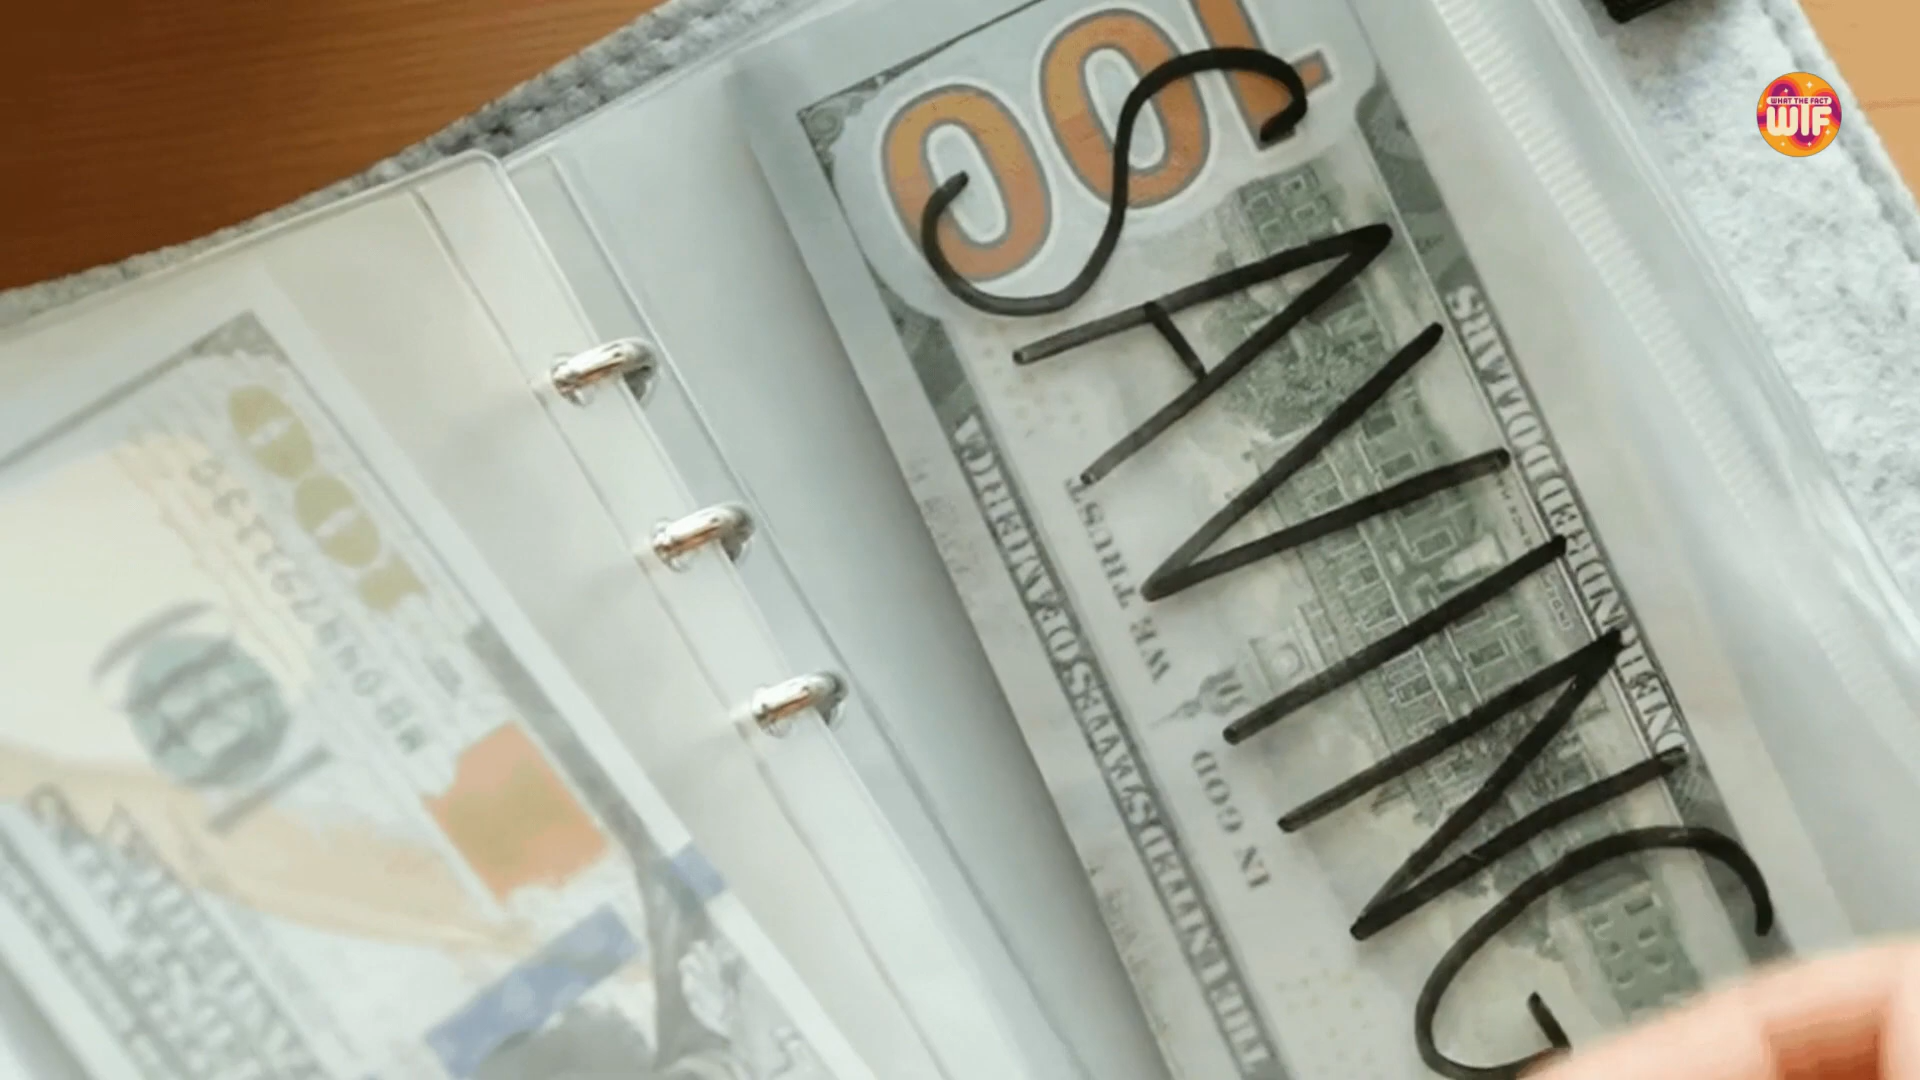 WHAT THE FACT
WTF
100
SAVING
THE UNITED STATES OF AMERICA
IN GOD WE TRUST
ONE HUNDRED DOLLARS
100